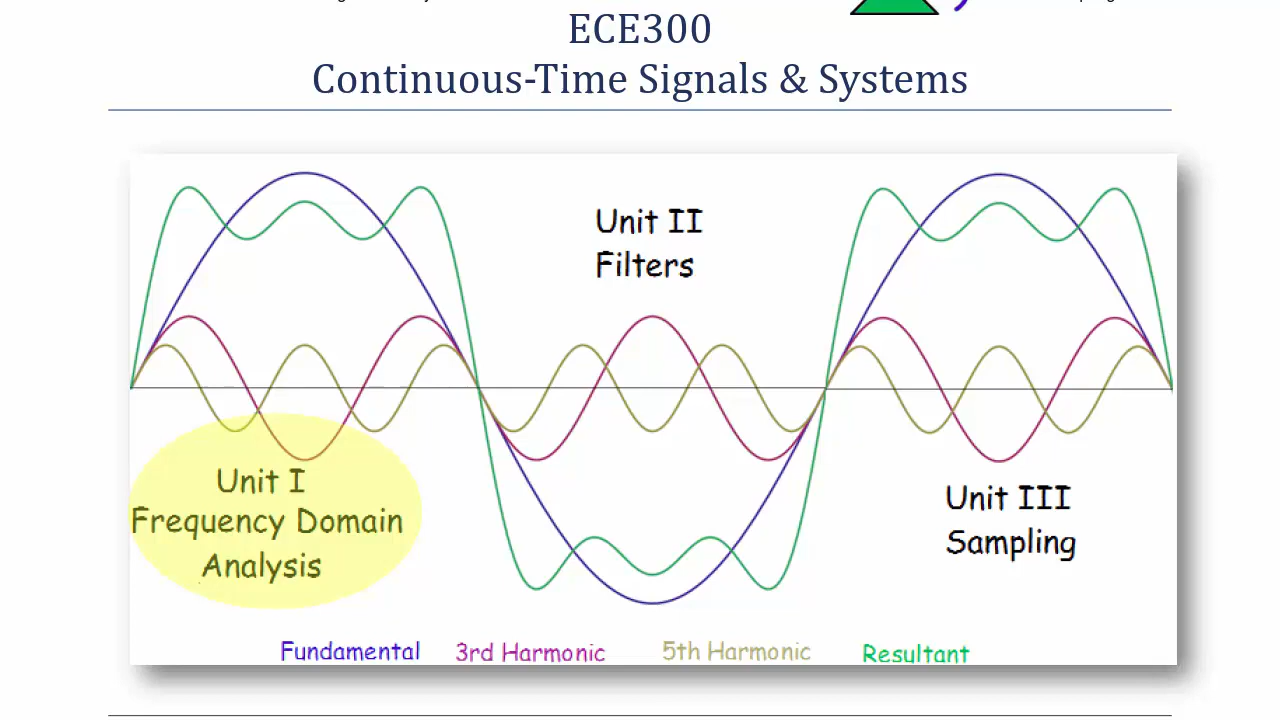 ECE300
Continuous-Time Signals & Systems
Unit II
Filters
Unit I
Frequency Domain
Analysis
Unit III
Sampling
Fundamental 3rd Harmonic 5th Harmonic Resultant